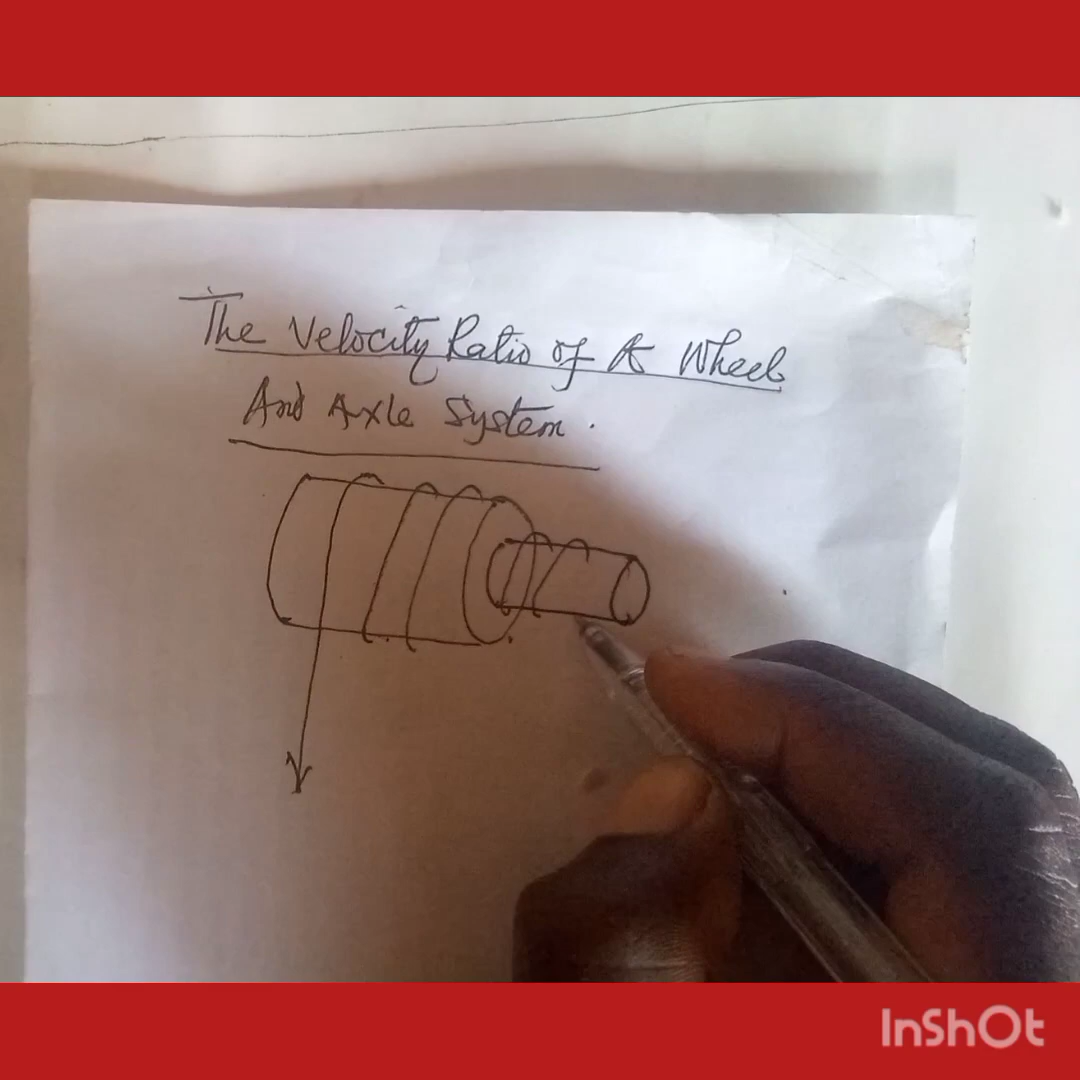 The Velocity Ratio of A Wheel
And Axle System.
InShOt